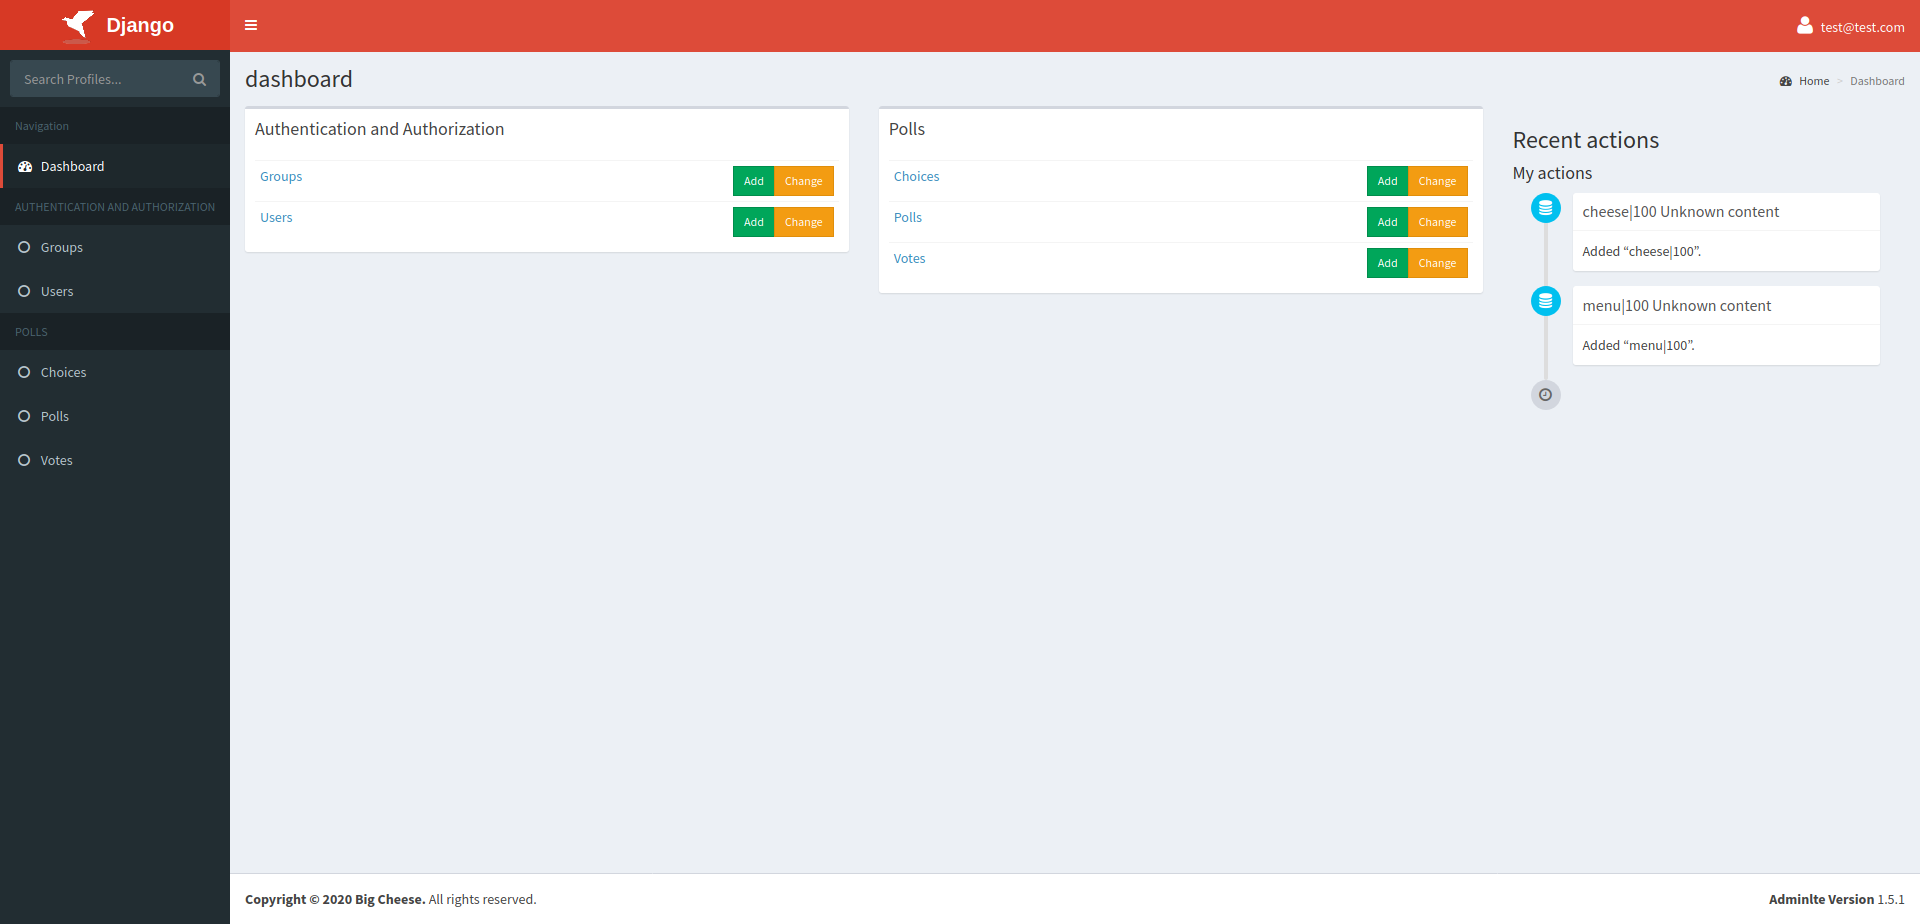 Django
test@test.com
Search Profiles...
Navigation
Dashboard
AUTHENTICATION AND AUTHORIZATION
Groups
Users
POLLS
Choices
Polls
Votes
dashboard
Home > Dashboard
Authentication and Authorization
Groups Add Change
Users Add Change
Polls
Choices Add Change
Polls Add Change
Votes Add Change
Recent actions
My actions
cheese|100 Unknown content
Added “cheese|100”.
menu|100 Unknown content
Added “menu|100”.
Copyright © 2020 Big Cheese. All rights reserved.
Adminlte Version 1.5.1